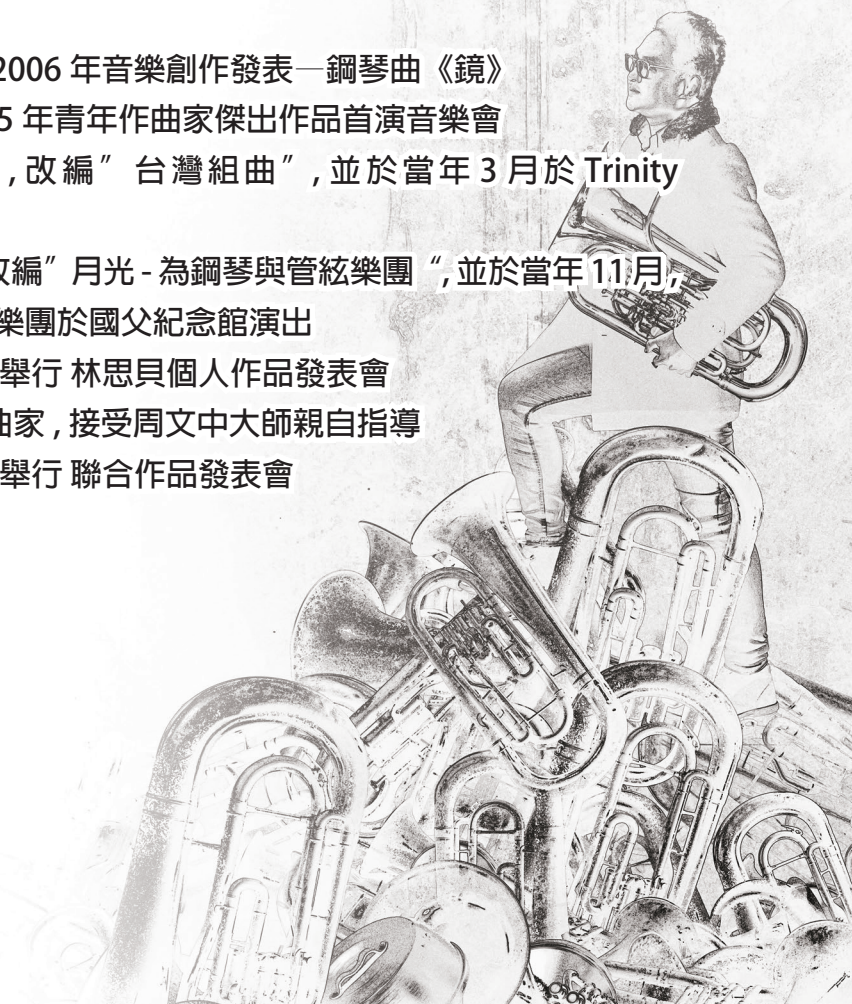 2006 年音樂創作發表—鋼琴曲《鏡》
5 年青年作曲家傑出作品首演音樂會
, 改編”台灣組曲”, 並於當年 3 月於 Trinity
改編”月光 - 為鋼琴與管絃樂團“, 並於當年 11 月,
樂團於國父紀念館演出
舉行 林思貝個人作品發表會
曲家 , 接受周文中大師親自指導
舉行 聯合作品發表會